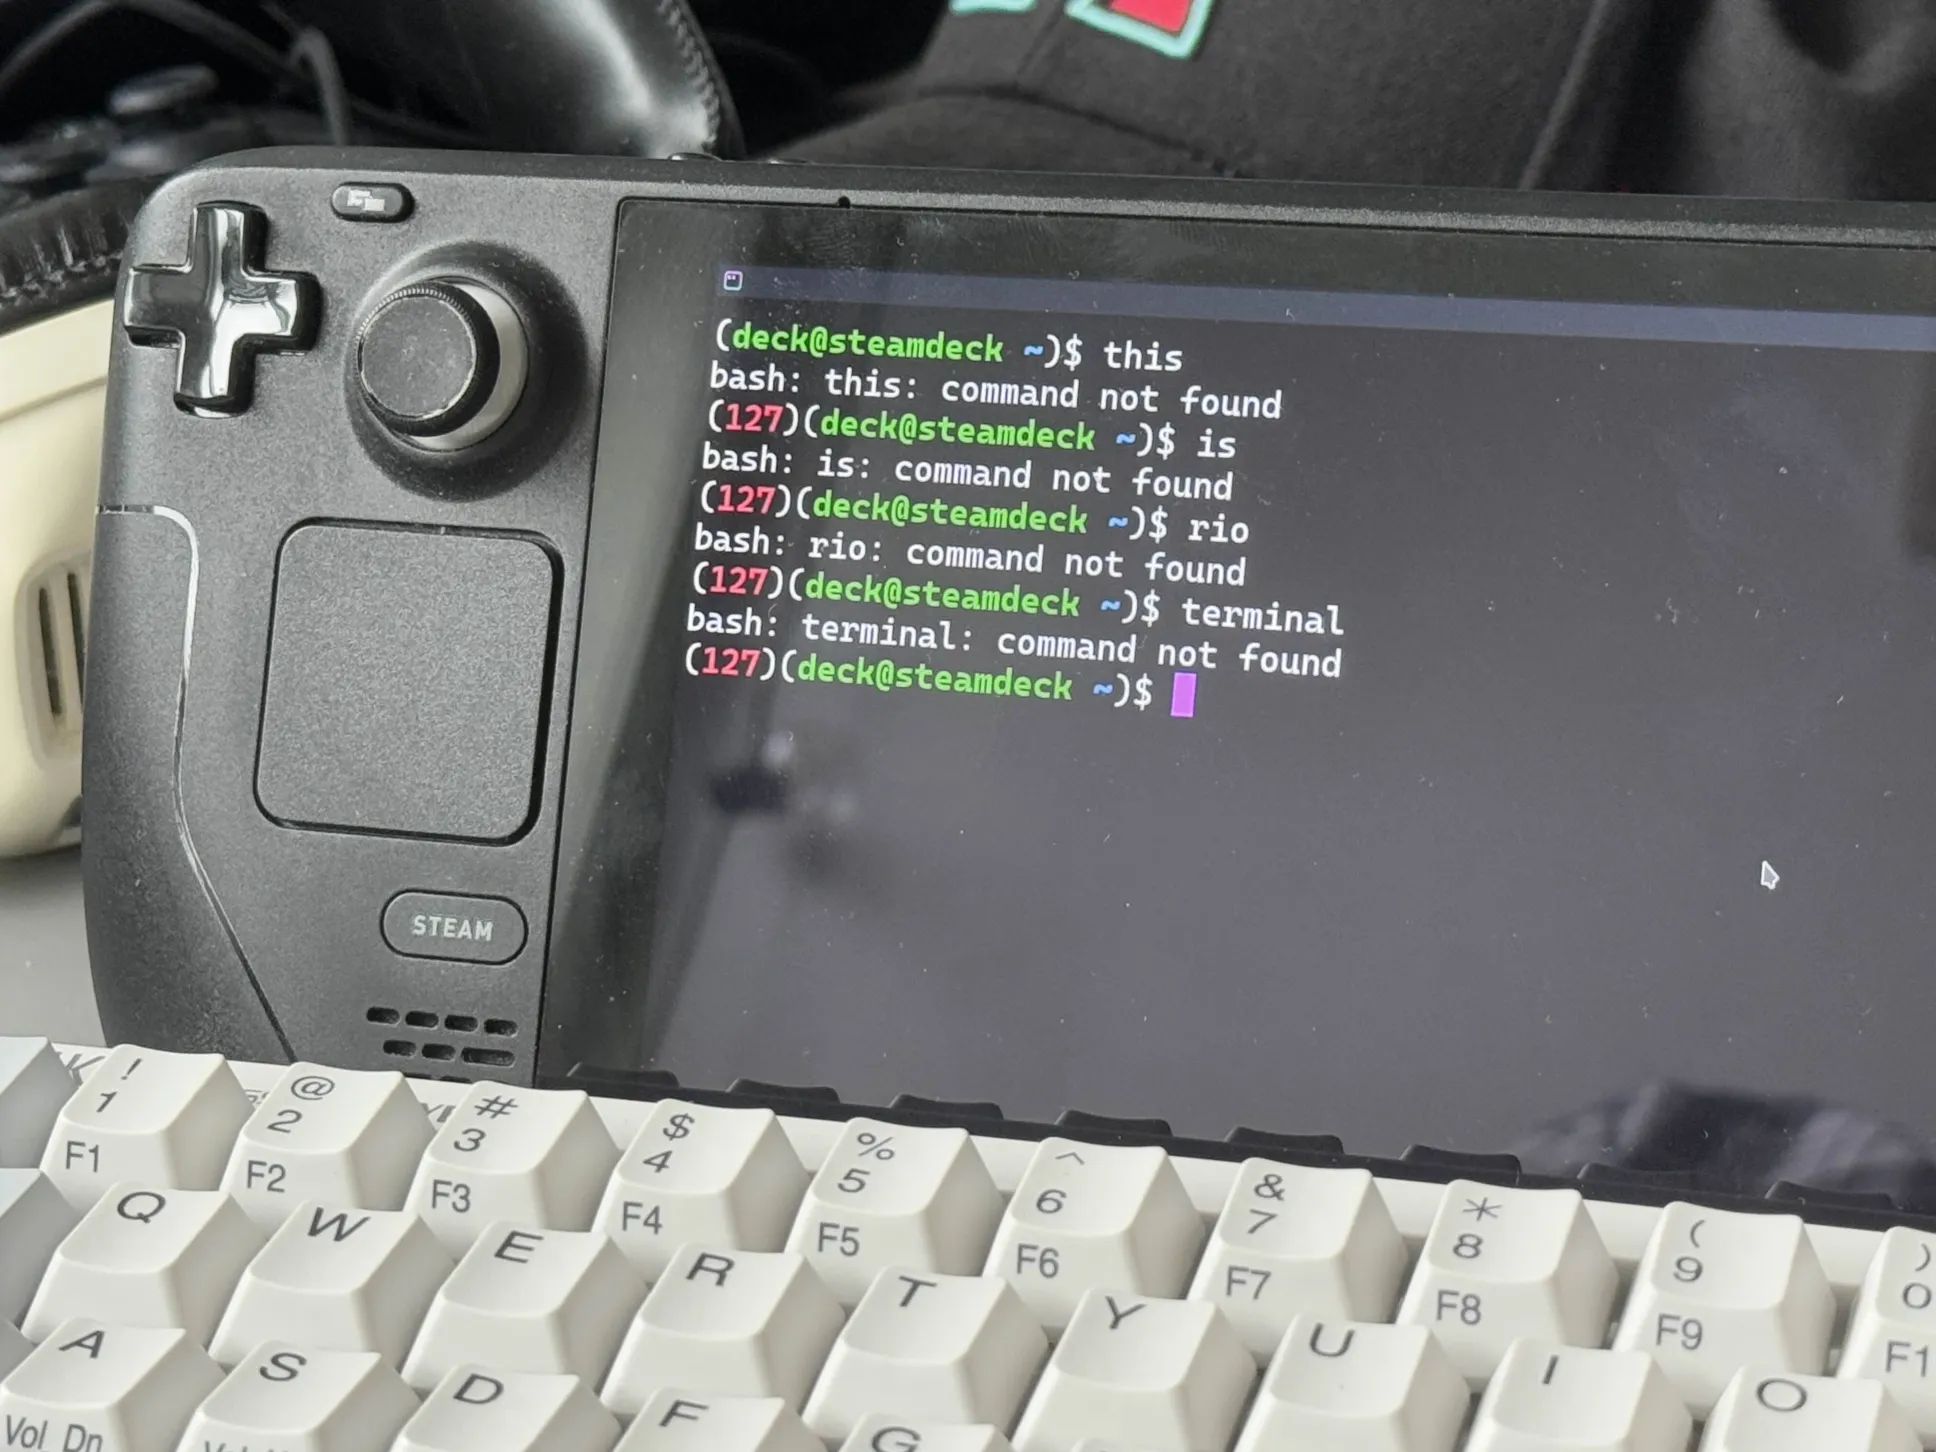 (deck@steamdeck ~)$ this
bash: this: command not found
(127)(deck@steamdeck ~)$ is
bash: is: command not found
(127)(deck@steamdeck ~)$ rio
bash: rio: command not found
(127)(deck@steamdeck ~)$ terminal
bash: terminal: command not found
(127)(deck@steamdeck ~)$
STEAM
! @ # $ % ^ & * ( )
1 2 3 4 5 6 7 8 9 0
F1 F2 F3 F4 F5 F6 F7 F8 F9
Q W E R T Y U I O
A S D F G
Vol Dn